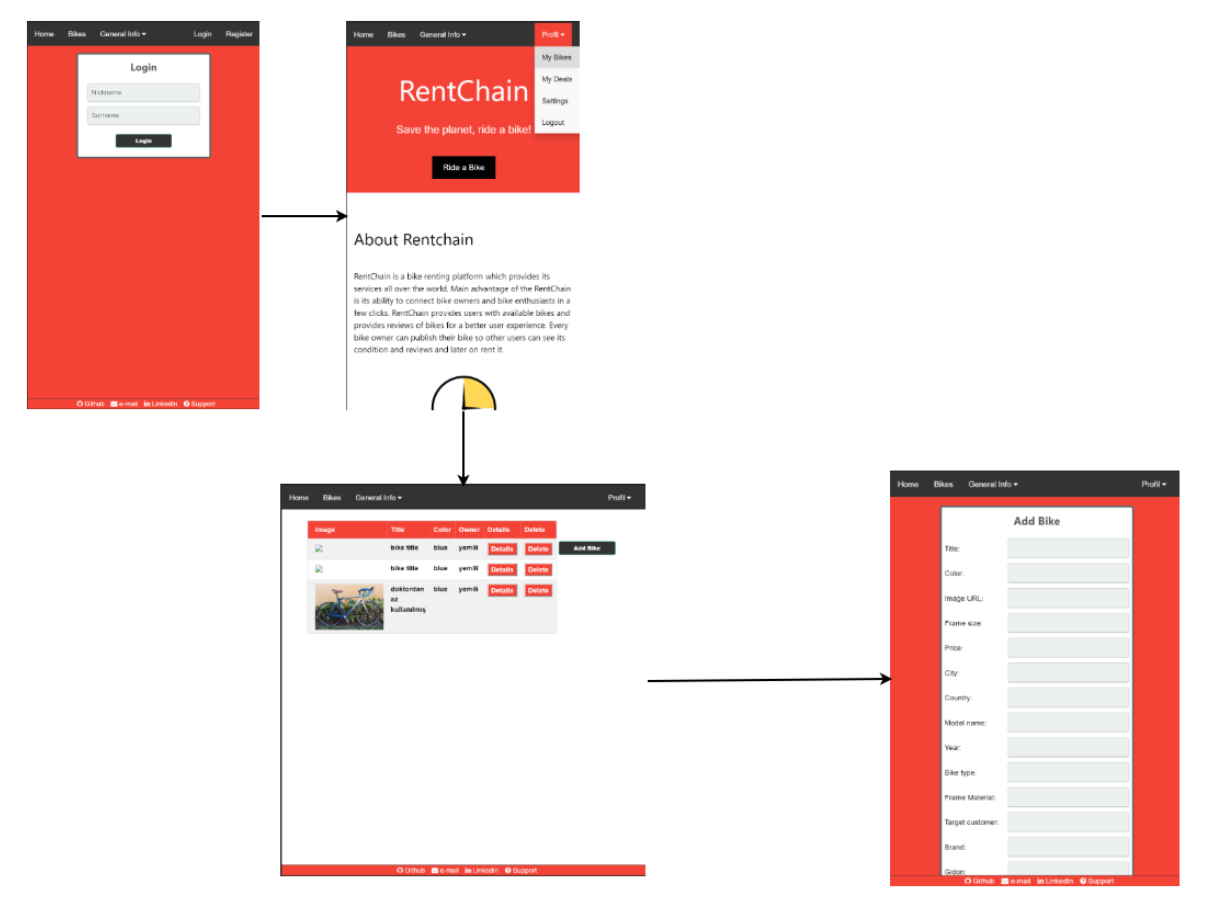 Home Bikes General Info Login Register
Login
Nickname
Surname
Login
Github e-mail LinkedIn Support
Home Bikes General Info Profil
My Bikes
My Deals
Settings
Logout
RentChain
Save the planet, ride a bike!
Ride a Bike
About Rentchain
RentChain is a bike renting platform which provides its
services all over the world. Main advantage of the RentChain
is its ability to connect bike owners and bike enthusiasts in a
few clicks. RentChain provides users with available bikes and
provides reviews of bikes for a better user experience. Every
bike owner can publish their bike so other users can see its
condition and reviews and later on rent it.
Home Bikes General Info Profil
Image Title Color Owner Details Delete
bike title blue yemili Details Delete Add Bike
bike title blue yemili Details Delete
doktordan blue yemili Details Delete
az
kullanılmış
Github e-mail LinkedIn Support
Home Bikes General Info Profil
Add Bike
Title:
Color:
Image URL:
Frame size:
Price:
City:
Country:
Model name:
Year:
Bike type:
Frame Material:
Target customer:
Brand:
Gidon:
Github e-mail LinkedIn Support